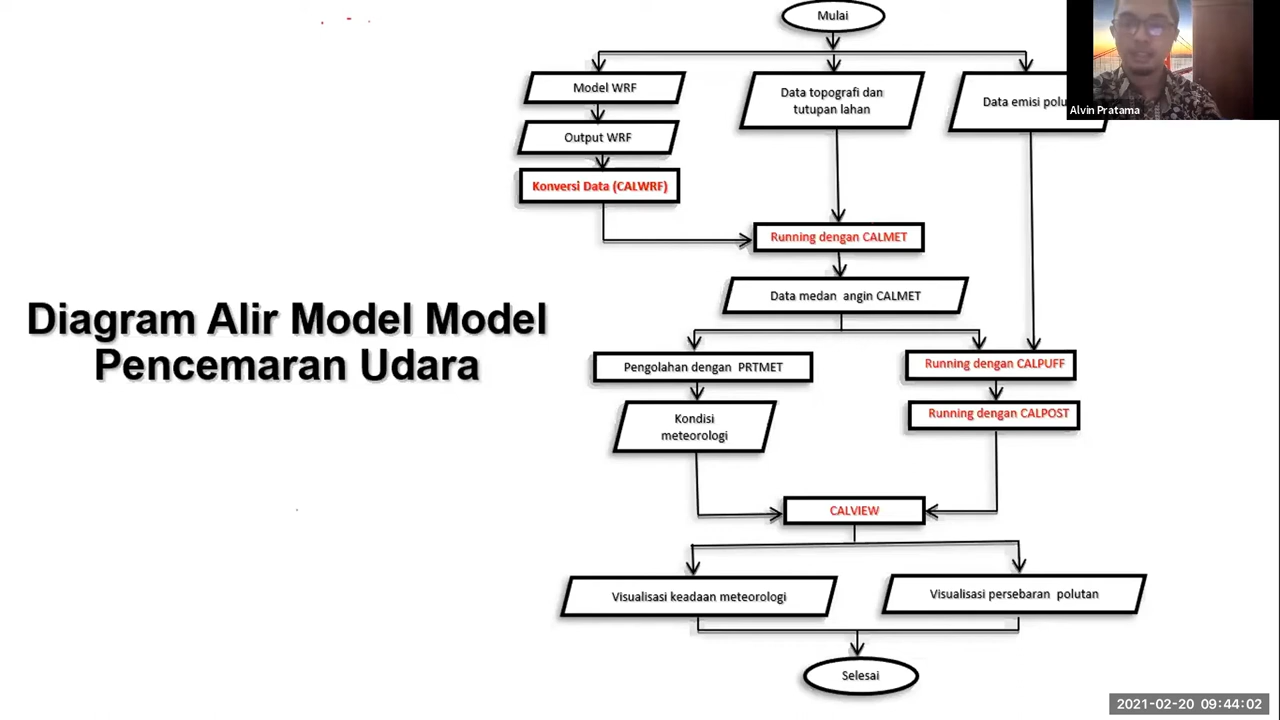 Mulai
Model WRF
Data topografi dan
tutupan lahan
Data emisi
Alvin Pratama
Output WRF
Konversi Data (CALWRF)
Running dengan CALMET
Data medan angin CALMET
Diagram Alir Model Model
Pencemaran Udara
Pengolahan dengan PRTMET
Running dengan CALPUFF
Kondisi
meteorologi
Running dengan CALPOST
CALVIEW
Visualisasi keadaan meteorologi
Visualisasi persebaran polutan
Selesai
2021-02-20 09:44:02